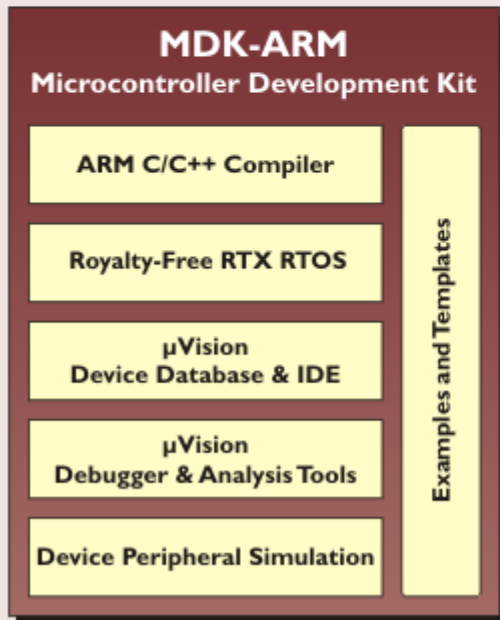 MDK-ARM
Microcontroller Development Kit
ARM C/C++ Compiler
Royalty-Free RTX RTOS
µVision
Device Database & IDE
µVision
Debugger & Analysis Tools
Device Peripheral Simulation
Examples and Templates